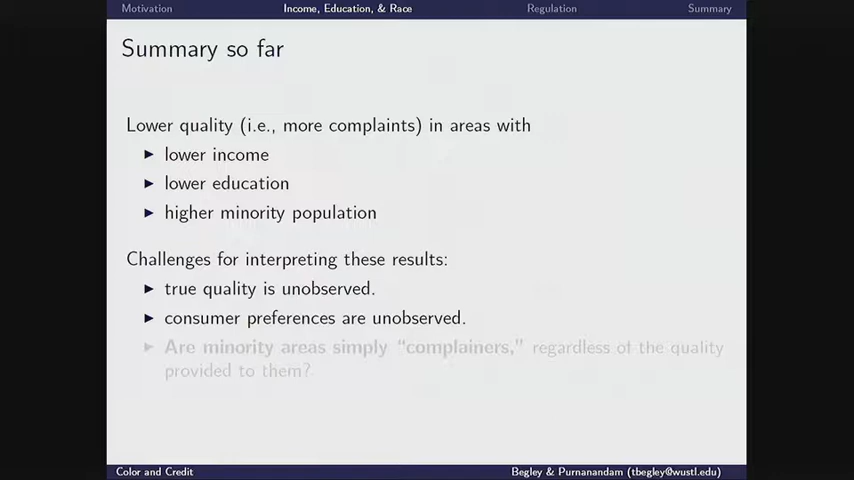 Motivation Income, Education, & Race Regulation Summary
Summary so far
Lower quality (i.e., more complaints) in areas with
▶ lower income
▶ lower education
▶ higher minority population
Challenges for interpreting these results:
▶ true quality is unobserved.
▶ consumer preferences are unobserved.
▶ Are minority areas simply “complainers,” regardless of the quality
provided to them?
Color and Credit Begley & Purnanandam (tbegley@wustl.edu)